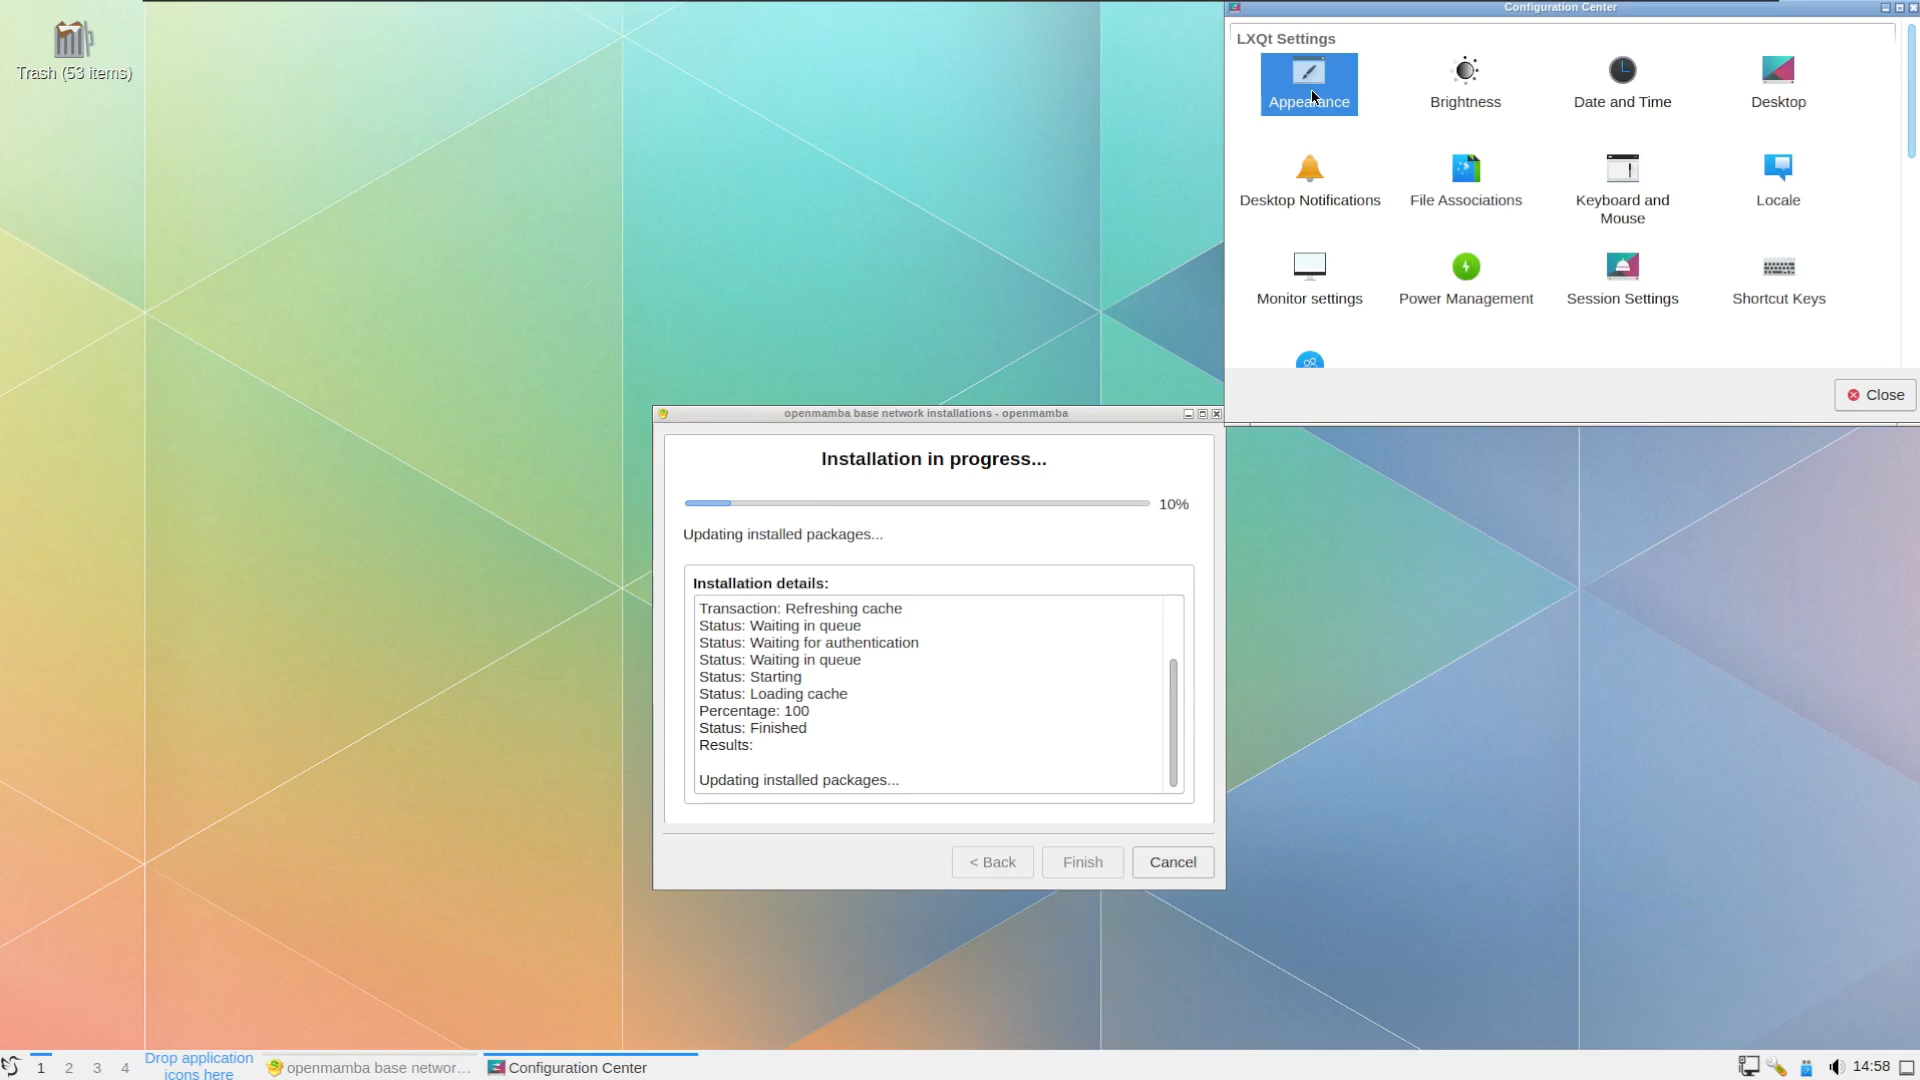 Trash (53 items)
Configuration Center
LXQt Settings
Appearance
Brightness
Date and Time
Desktop
Desktop Notifications
File Associations
Keyboard and
Mouse
Locale
Monitor settings
Power Management
Session Settings
Shortcut Keys
Close
openmamba base network installations - openmamba
Installation in progress...
10%
Updating installed packages...
Installation details:
Transaction: Refreshing cache
Status: Waiting in queue
Status: Waiting for authentication
Status: Waiting in queue
Status: Starting
Status: Loading cache
Percentage: 100
Status: Finished
Results:
Updating installed packages...
< Back
Finish
Cancel
1
2
3
4
Drop application
icons here
openmamba base networ...
Configuration Center
14:58